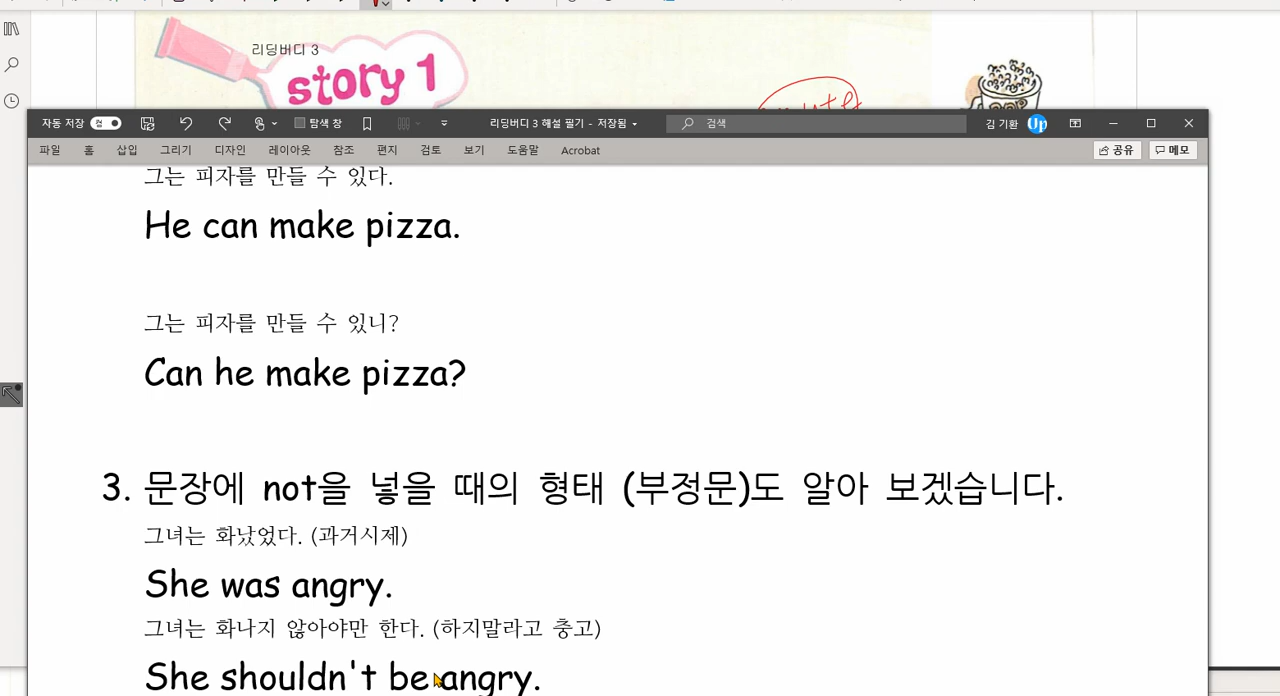 리딩버디 3
story 1
자동 저장 컴 탐색 창 리딩버디 3 해설 필기 - 저장됨 검색 김 기환 Up
파일 홈 삽입 그리기 디자인 레이아웃 참조 편지 검토 보기 도움말 Acrobat 공유 메모
그는 피자를 만들 수 있다.
He can make pizza.
그는 피자를 만들 수 있니?
Can he make pizza?
3. 문장에 not을 넣을 때의 형태 (부정문)도 알아 보겠습니다.
그녀는 화났었다. (과거시제)
She was angry.
그녀는 화나지 않아야만 한다. (하지말라고 충고)
She shouldn't be angry.